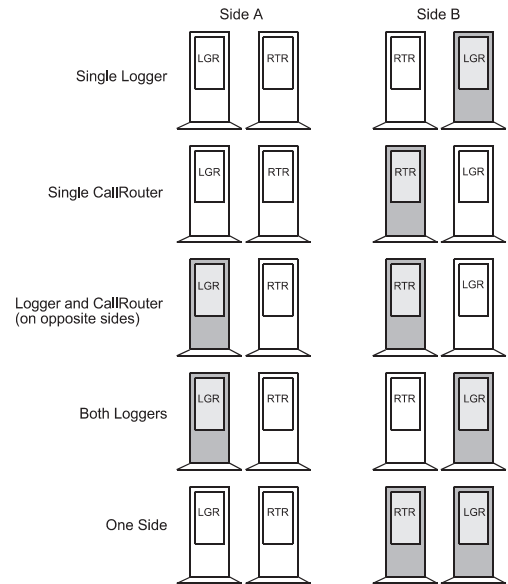 Side A Side B
LGR RTR RTR LGR
Single Logger
LGR RTR RTR LGR
Single CallRouter
LGR RTR RTR LGR
Logger and CallRouter
(on opposite sides)
LGR RTR RTR LGR
Both Loggers
LGR RTR RTR LGR
One Side